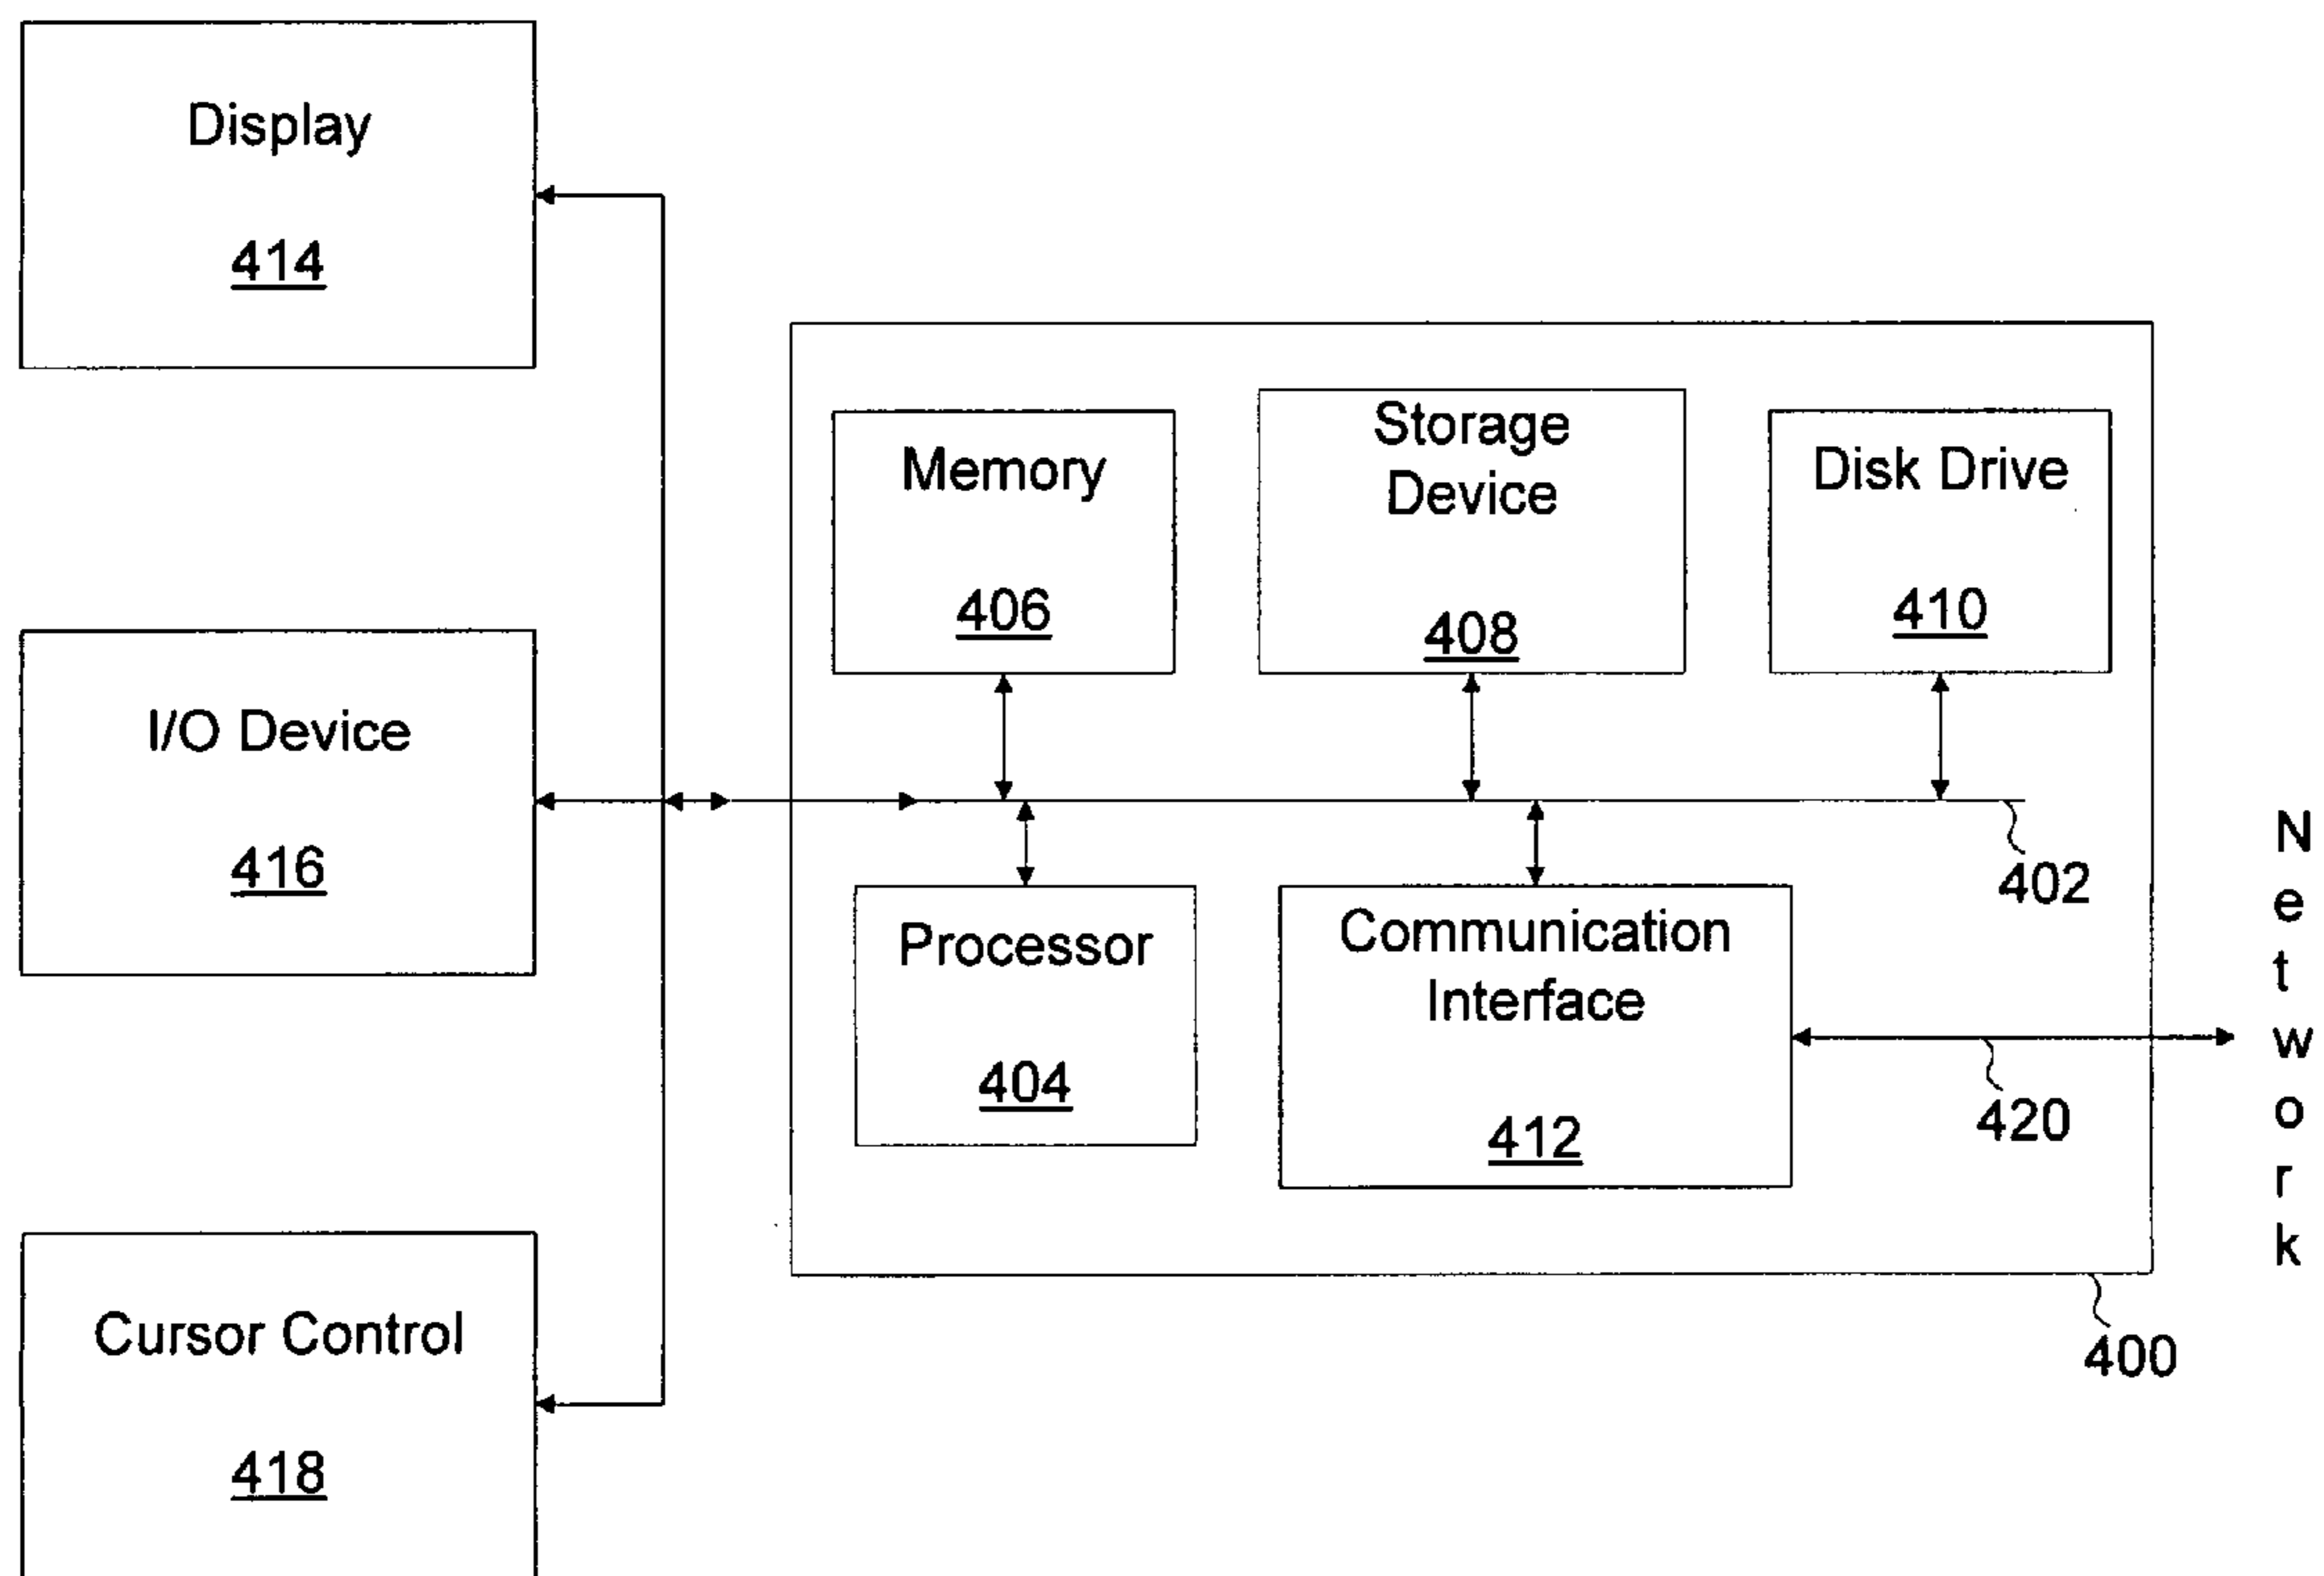 Display
414
I/O Device
416
Cursor Control
418
Memory
406
Storage
Device
408
Disk Drive
410
402
Processor
404
Communication
Interface
412
420
400
N
e
t
w
o
r
k